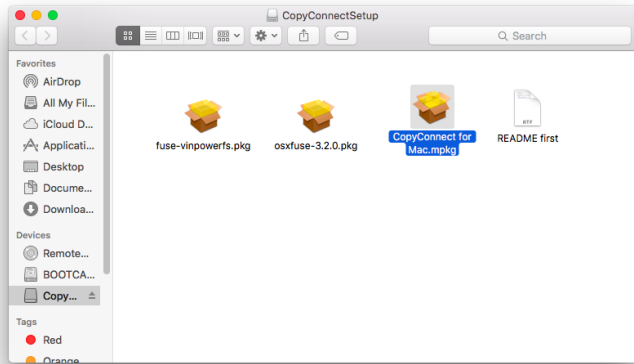 CopyConnectSetup
Search
Favorites
AirDrop
All My Fil...
iCloud D...
Applicati...
Desktop
Docume...
Downloa...
Devices
Remote...
BOOTCA...
Copy...
Tags
Red
Orange
fuse-vinpowerfs.pkg
osxfuse-3.2.0.pkg
CopyConnect for
Mac.mpkg
RTF
README first